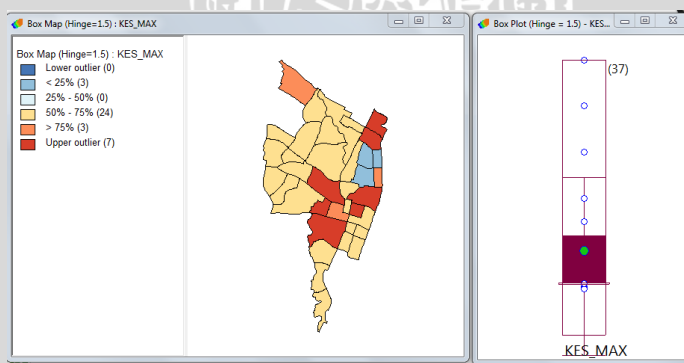 Box Map (Hinge=1.5) : KES_MAX
Box Map (Hinge=1.5) : KES_MAX
Lower outlier (0)
< 25% (3)
25% - 50% (0)
50% - 75% (24)
> 75% (3)
Upper outlier (7)
Box Plot (Hinge = 1.5) - KES...
(37)
KES_MAX